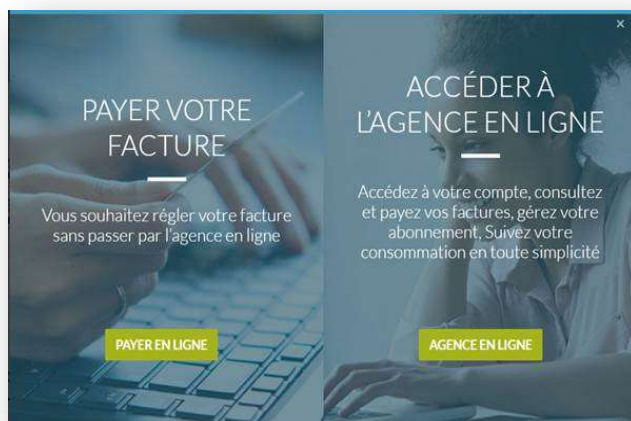 PAYER VOTRE
FACTURE
Vous souhaitez régler votre facture
sans passer par l'agence en ligne
PAYER EN LIGNE
×
ACCÉDER À
L'AGENCE EN LIGNE
Accédez à votre compte, consultez
et payez vos factures, gérez votre
abonnement, Suivez votre
consommation en toute simplicité
AGENCE EN LIGNE